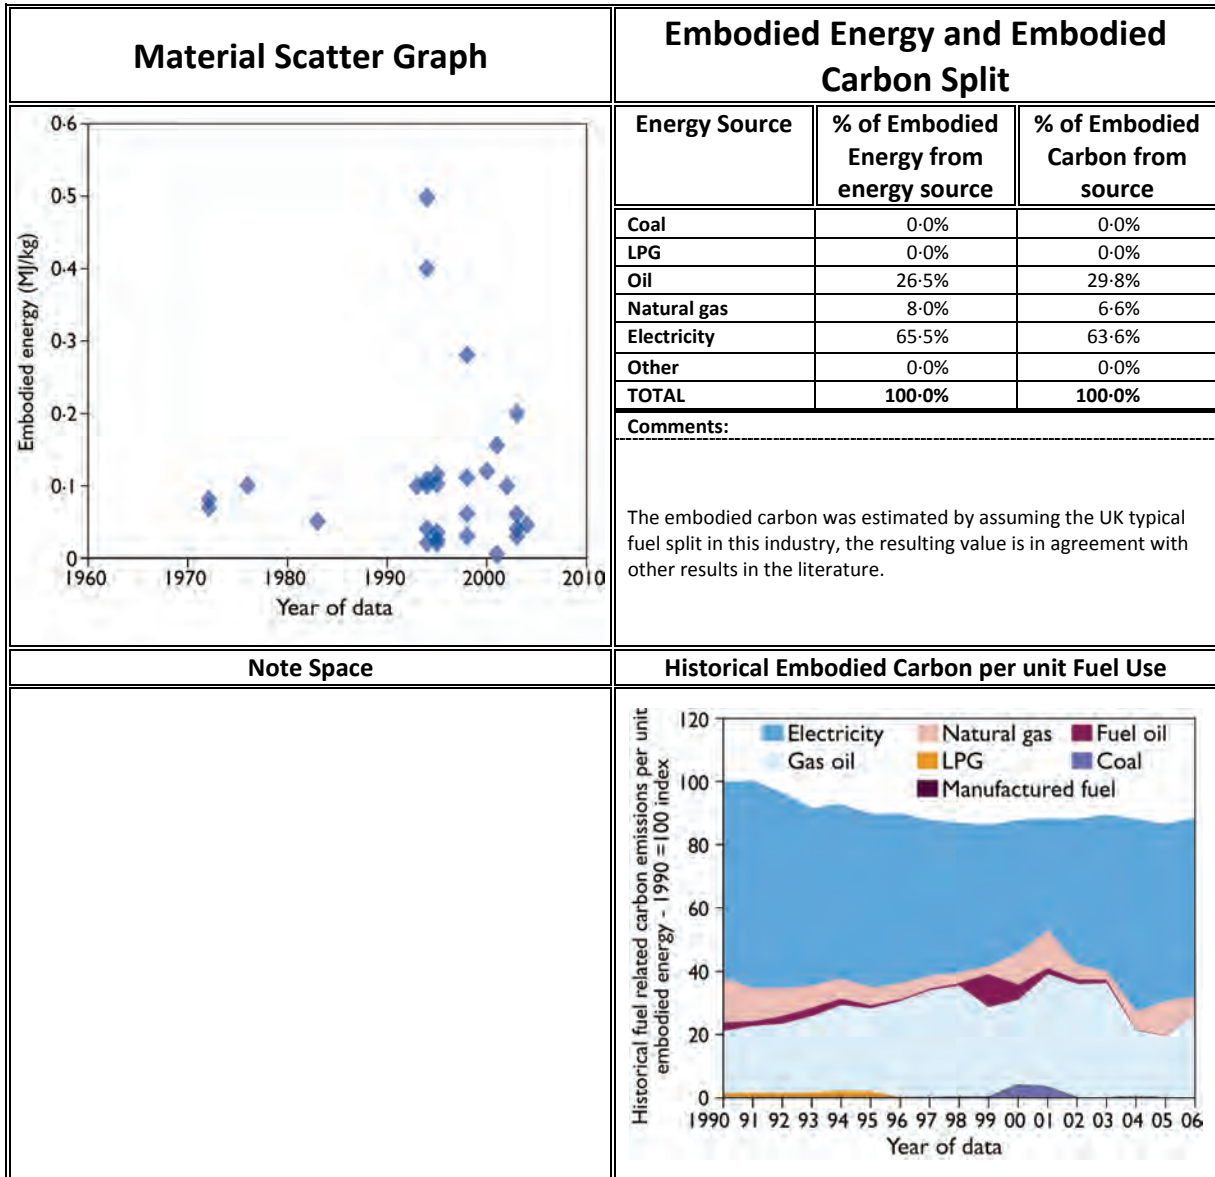 Material Scatter Graph
Embodied Energy and Embodied
Carbon Split
0·6
0·5
0·4
0·3
0·2
0·1
0
Embodied energy (MJ/kg)
1960 1970 1980 1990 2000 2010
Year of data
Energy Source % of Embodied Energy from energy source % of Embodied Carbon from source
Coal 0·0% 0·0%
LPG 0·0% 0·0%
Oil 26·5% 29·8%
Natural gas 8·0% 6·6%
Electricity 65·5% 63·6%
Other 0·0% 0·0%
TOTAL 100·0% 100·0%
Comments:
The embodied carbon was estimated by assuming the UK typical
fuel split in this industry, the resulting value is in agreement with
other results in the literature.
Note Space
Historical Embodied Carbon per unit Fuel Use
Historical fuel related carbon emissions per unit
embodied energy - 1990 =100 index
120
100
80
60
40
20
0
Electricity Natural gas Fuel oil
Gas oil LPG Coal
Manufactured fuel
1990 91 92 93 94 95 96 97 98 99 00 01 02 03 04 05 06
Year of data